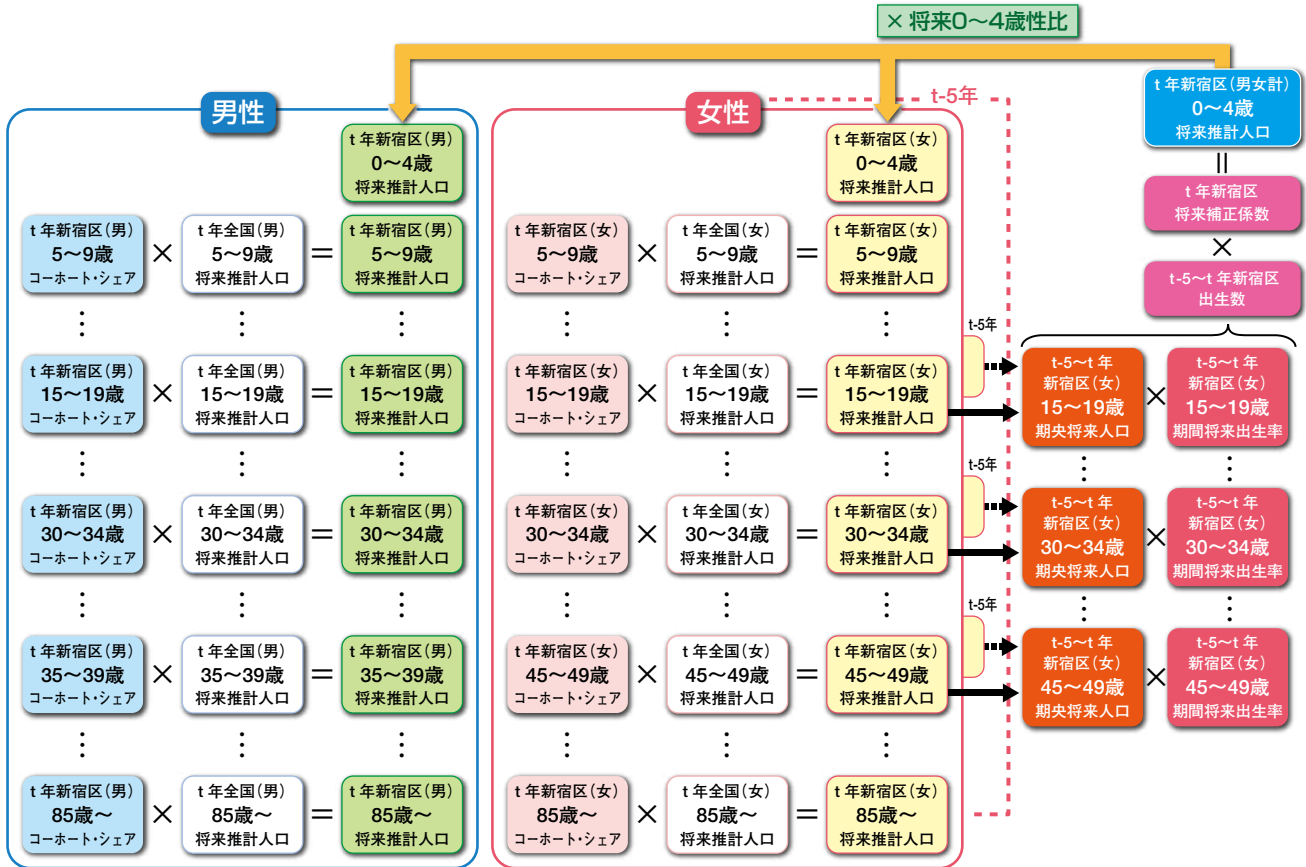 × 将来0〜4歳性比
男性
女性
t-5年
t 年新宿区(男女計)
0〜4歳
将来推計人口
||
t 年新宿区
将来補正係数
×
t-5〜t 年新宿区
出生数
t 年新宿区(男)
0〜4歳
将来推計人口
t 年新宿区(男)
5〜9歳
コーホート・シェア
×
t 年全国(男)
5〜9歳
将来推計人口
=
t 年新宿区(男)
5〜9歳
将来推計人口
t 年新宿区(男)
15〜19歳
コーホート・シェア
×
t 年全国(男)
15〜19歳
将来推計人口
=
t 年新宿区(男)
15〜19歳
将来推計人口
t 年新宿区(男)
30〜34歳
コーホート・シェア
×
t 年全国(男)
30〜34歳
将来推計人口
=
t 年新宿区(男)
30〜34歳
将来推計人口
t 年新宿区(男)
35〜39歳
コーホート・シェア
×
t 年全国(男)
35〜39歳
将来推計人口
=
t 年新宿区(男)
35〜39歳
将来推計人口
t 年新宿区(男)
85歳〜
コーホート・シェア
×
t 年全国(男)
85歳〜
将来推計人口
=
t 年新宿区(男)
85歳〜
将来推計人口
t 年新宿区(女)
0〜4歳
将来推計人口
t 年新宿区(女)
5〜9歳
コーホート・シェア
×
t 年全国(女)
5〜9歳
将来推計人口
=
t 年新宿区(女)
5〜9歳
将来推計人口
t 年新宿区(女)
15〜19歳
コーホート・シェア
×
t 年全国(女)
15〜19歳
将来推計人口
=
t 年新宿区(女)
15〜19歳
将来推計人口
t-5年
t-5〜t 年
新宿区(女)
15〜19歳
期央将来人口
×
t-5〜t 年
新宿区(女)
15〜19歳
期間将来出生率
t 年新宿区(女)
30〜34歳
コーホート・シェア
×
t 年全国(女)
30〜34歳
将来推計人口
=
t 年新宿区(女)
30〜34歳
将来推計人口
t-5年
t-5〜t 年
新宿区(女)
30〜34歳
期央将来人口
×
t-5〜t 年
新宿区(女)
30〜34歳
期間将来出生率
t 年新宿区(女)
45〜49歳
コーホート・シェア
×
t 年全国(女)
45〜49歳
将来推計人口
=
t 年新宿区(女)
45〜49歳
将来推計人口
t-5年
t-5〜t 年
新宿区(女)
45〜49歳
期央将来人口
×
t-5〜t 年
新宿区(女)
45〜49歳
期間将来出生率
t 年新宿区(女)
85歳〜
コーホート・シェア
×
t 年全国(女)
85歳〜
将来推計人口
=
t 年新宿区(女)
85歳〜
将来推計人口